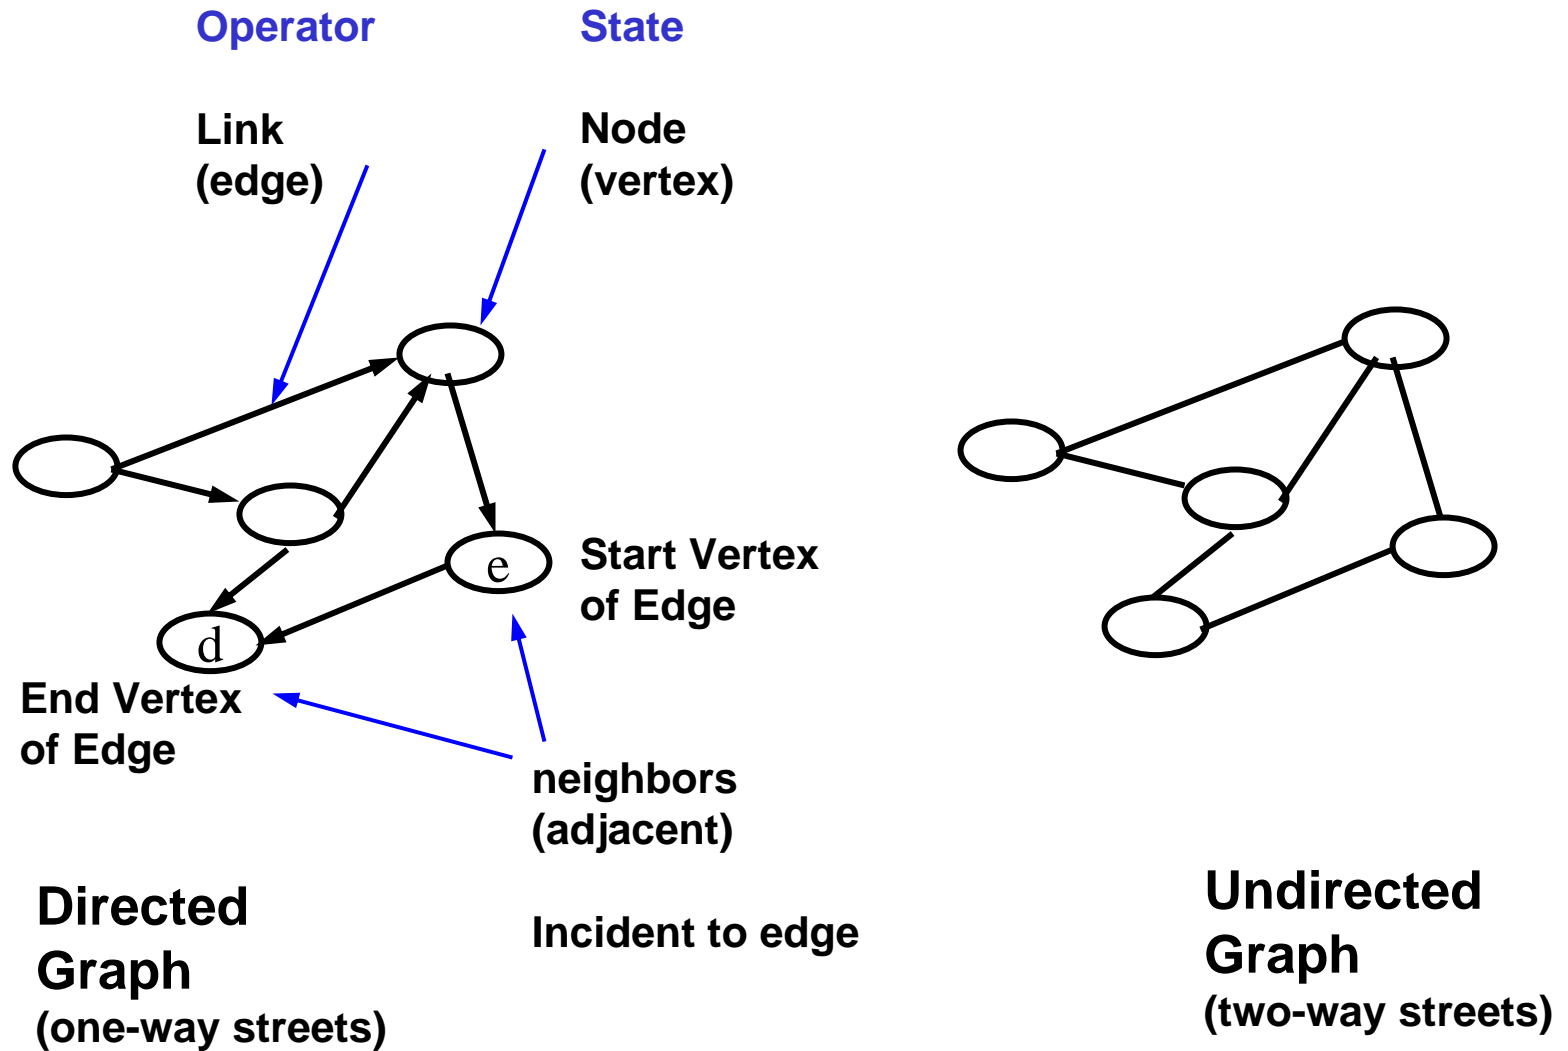 Operator
State
Link
(edge)
Node
(vertex)
e
Start Vertex
of Edge
d
End Vertex
of Edge
neighbors
(adjacent)
Incident to edge
Directed
Graph
(one-way streets)
Undirected
Graph
(two-way streets)